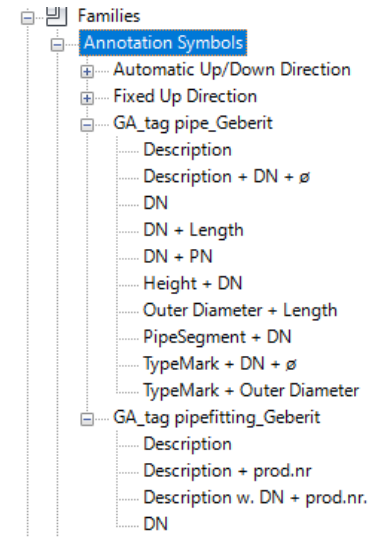 Families
Annotation Symbols
Automatic Up/Down Direction
Fixed Up Direction
GA_tag pipe_Geberit
Description
Description + DN + ø
DN
DN + Length
DN + PN
Height + DN
Outer Diameter + Length
PipeSegment + DN
TypeMark + DN + ø
TypeMark + Outer Diameter
GA_tag pipefitting_Geberit
Description
Description + prod.nr
Description w. DN + prod.nr.
DN